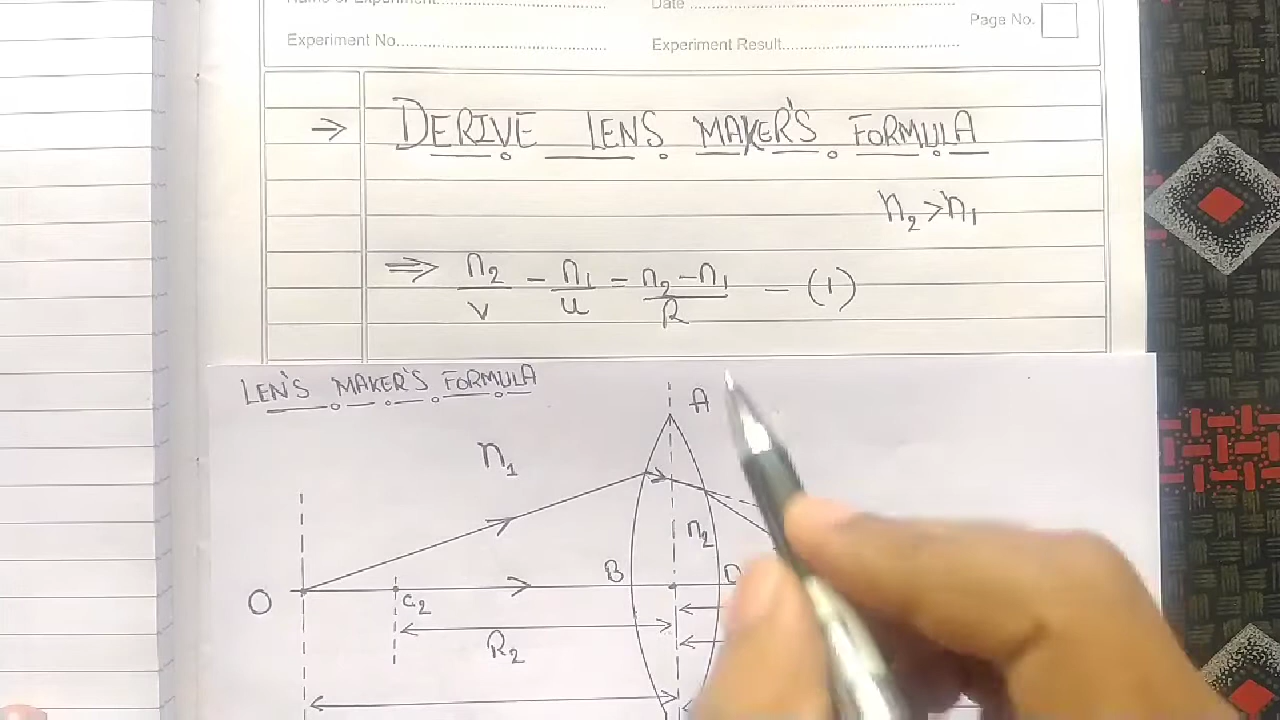 Date
Page No.
Experiment No.
Experiment Result
→ DERIVE LENS MAKER'S FORMULA
n₂ > n₁
⇒ n₂/v - n₁/u = n₂ - n₁/R - (1)
LEN'S MAKER'S FORMULA
A
n₁
n₂
B D
O C₂
R₂